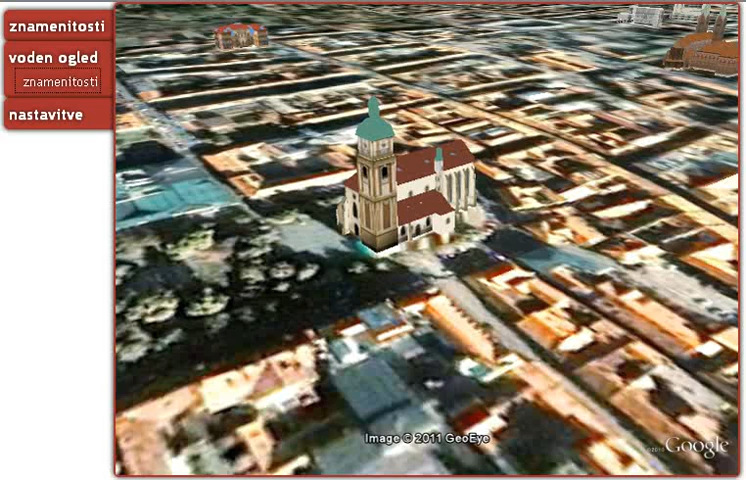 znamenitosti
voden ogled
znamenitosti
nastavitve
Image © 2011 GeoEye
Google